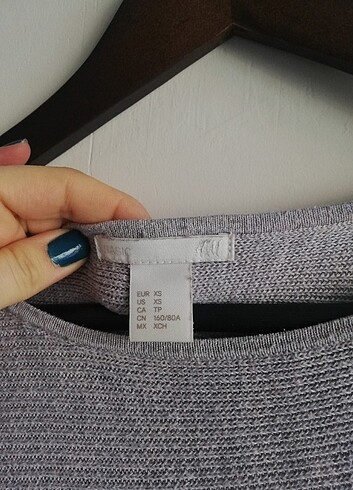 H&M
EUR XS
US XS
CA TP
CN 160/80A
MX XCH